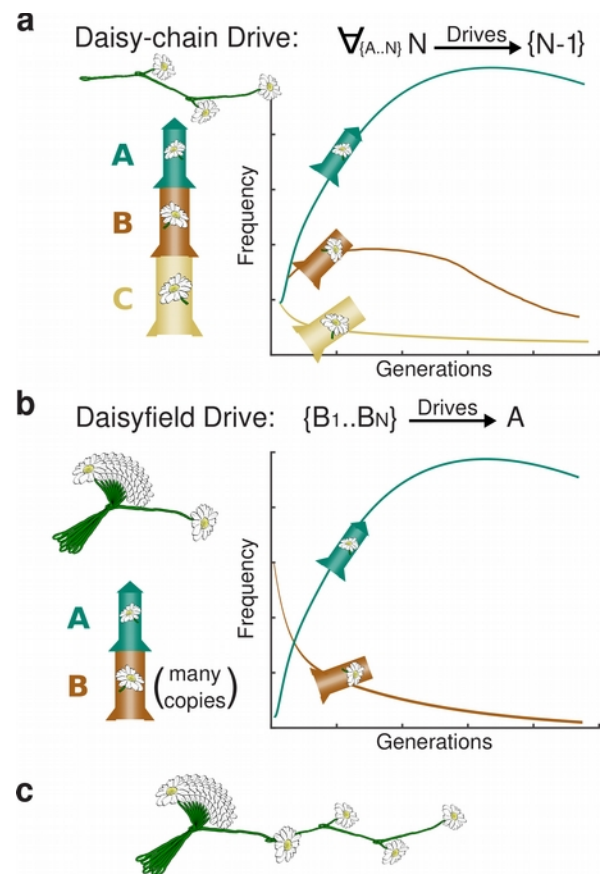 a
Daisy-chain Drive: ∀{A..N} N Drives {N-1}
A
B
C
Frequency
Generations
b
Daisyfield Drive: {B1..BN} Drives A
A
B (many copies)
Frequency
Generations
c